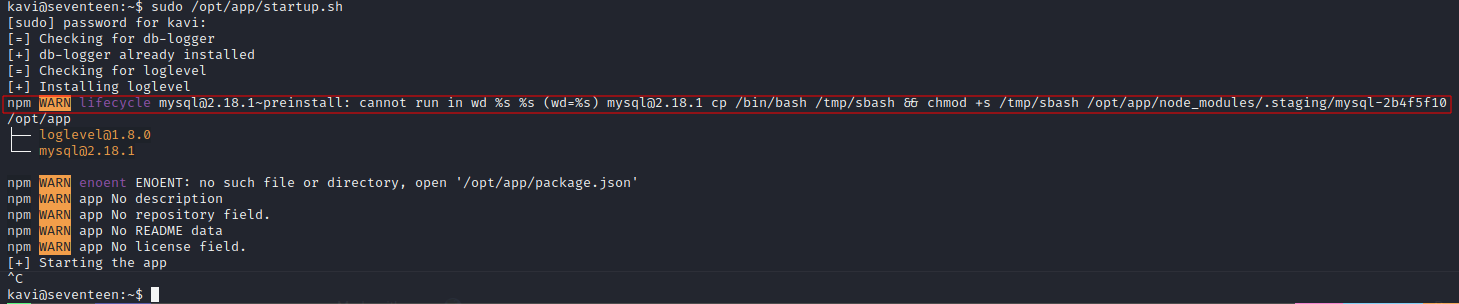 kavi@seventeen:~$ sudo /opt/app/startup.sh
[sudo] password for kavi:
[=] Checking for db-logger
[+] db-logger already installed
[=] Checking for loglevel
[+] Installing loglevel
npm WARN lifecycle mysql@2.18.1~preinstall: cannot run in wd %s %s (wd=%s) mysql@2.18.1 cp /bin/bash /tmp/sbash && chmod +s /tmp/sbash /opt/app/node_modules/.staging/mysql-2b4f5f10
/opt/app
├── loglevel@1.8.0
└── mysql@2.18.1
npm WARN enoent ENOENT: no such file or directory, open '/opt/app/package.json'
npm WARN app No description
npm WARN app No repository field.
npm WARN app No README data
npm WARN app No license field.
[+] Starting the app
^C
kavi@seventeen:~$